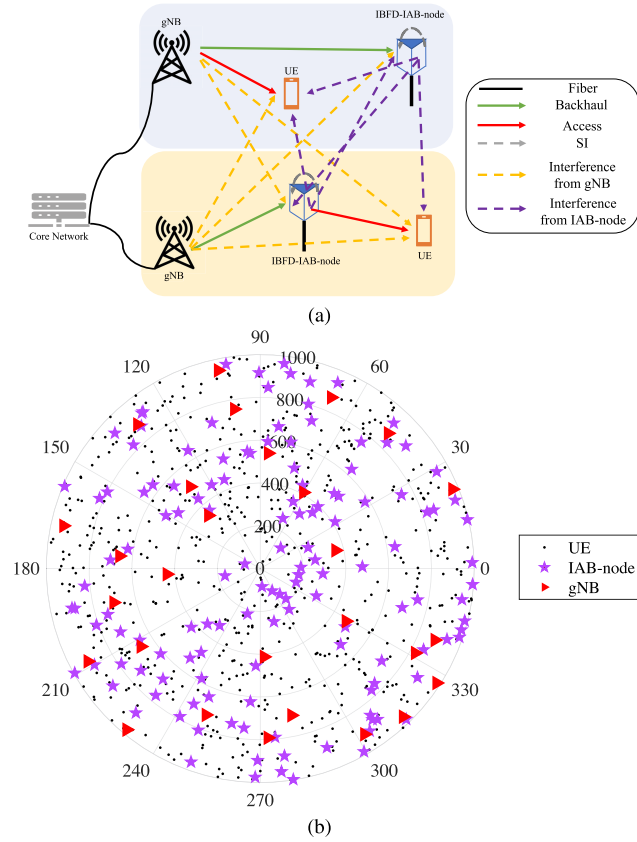 gNB
IBFD-IAB-node
UE
Fiber
Backhaul
Access
SI
Interference
from gNB
Interference
from IAB-node
Core Network
gNB
IBFD-IAB-node
UE
(a)
90
120
1000
60
800
150
600
30
400
200
180
0
0
UE
IAB-node
gNB
210
330
240
300
270
(b)